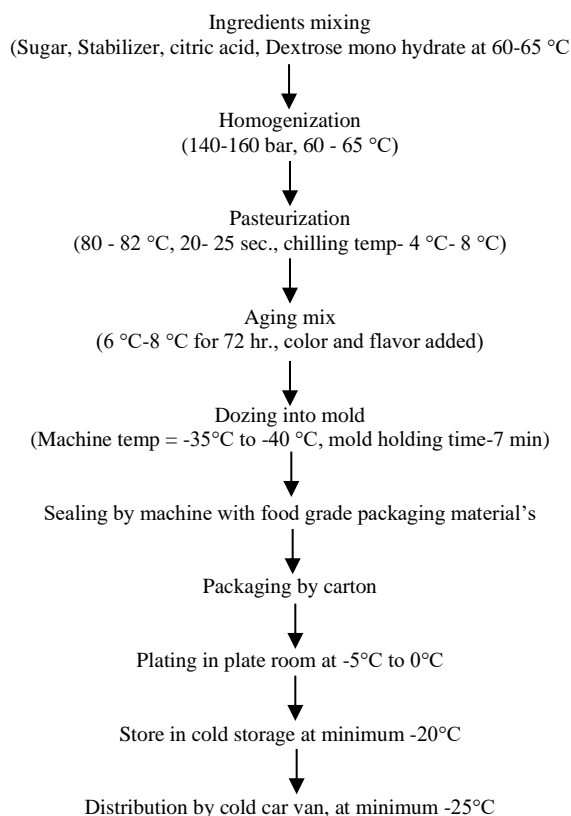 Ingredients mixing
(Sugar, Stabilizer, citric acid, Dextrose mono hydrate at 60-65 °C
Homogenization
(140-160 bar, 60 - 65 °C)
Pasteurization
(80 - 82 °C, 20- 25 sec., chilling temp- 4 °C- 8 °C)
Aging mix
(6 °C-8 °C for 72 hr., color and flavor added)
Dozing into mold
(Machine temp = -35°C to -40 °C, mold holding time-7 min)
Sealing by machine with food grade packaging material's
Packaging by carton
Plating in plate room at -5°C to 0°C
Store in cold storage at minimum -20°C
Distribution by cold car van, at minimum -25°C